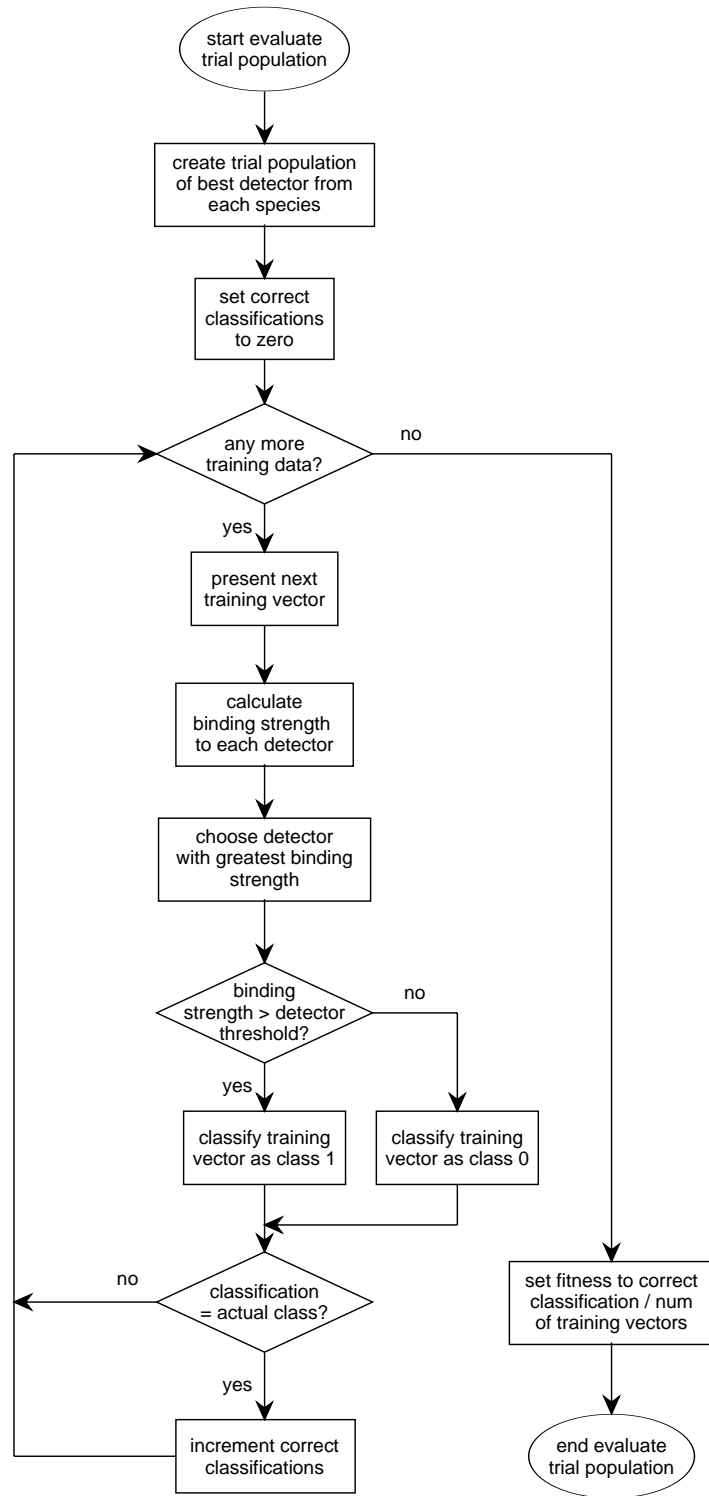 start evaluate
trial population
create trial population
of best detector from
each species
set correct
classifications
to zero
any more
training data?
no
yes
present next
training vector
calculate
binding strength
to each detector
choose detector
with greatest binding
strength
binding
strength > detector
threshold?
no
yes
classify training
vector as class 1
classify training
vector as class 0
no
classification
= actual class?
yes
increment correct
classifications
set fitness to correct
classification / num
of training vectors
end evaluate
trial population